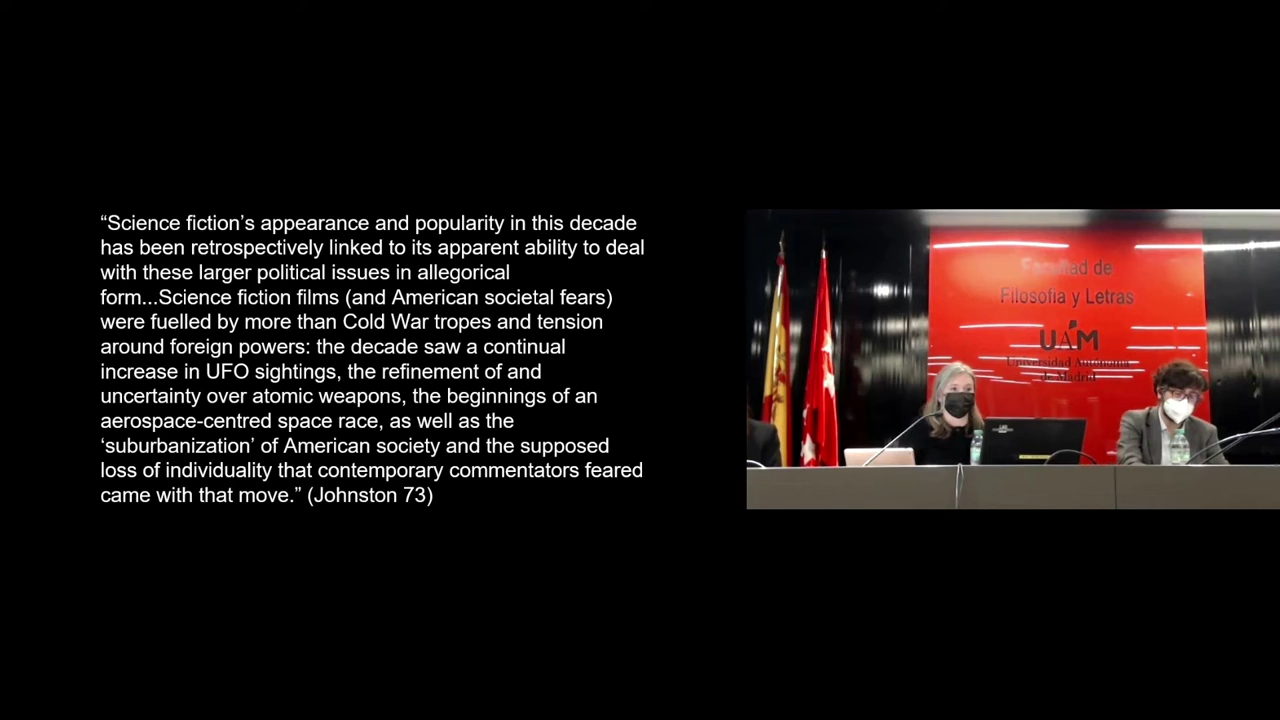 “Science fiction’s appearance and popularity in this decade
has been retrospectively linked to its apparent ability to deal
with these larger political issues in allegorical
form...Science fiction films (and American societal fears)
were fuelled by more than Cold War tropes and tension
around foreign powers: the decade saw a continual
increase in UFO sightings, the refinement of and
uncertainty over atomic weapons, the beginnings of an
aerospace-centred space race, as well as the
‘suburbanization’ of American society and the supposed
loss of individuality that contemporary commentators feared
came with that move.” (Johnston 73)
Facultad de
Filosofía y Letras
UAM
Universidad Autónoma
de Madrid